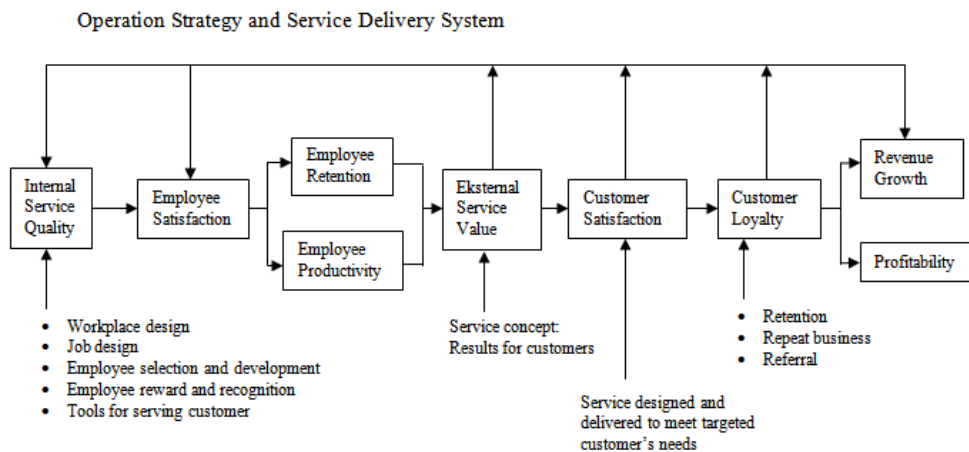 Operation Strategy and Service Delivery System
Internal
Service
Quality
Employee
Satisfaction
Employee
Retention
Employee
Productivity
Eksternal
Service
Value
Customer
Satisfaction
Customer
Loyalty
Revenue
Growth
Profitability
• Workplace design
• Job design
• Employee selection and development
• Employee reward and recognition
• Tools for serving customer
Service concept:
Results for customers
Service designed and
delivered to meet targeted
customer’s needs
• Retention
• Repeat business
• Referral